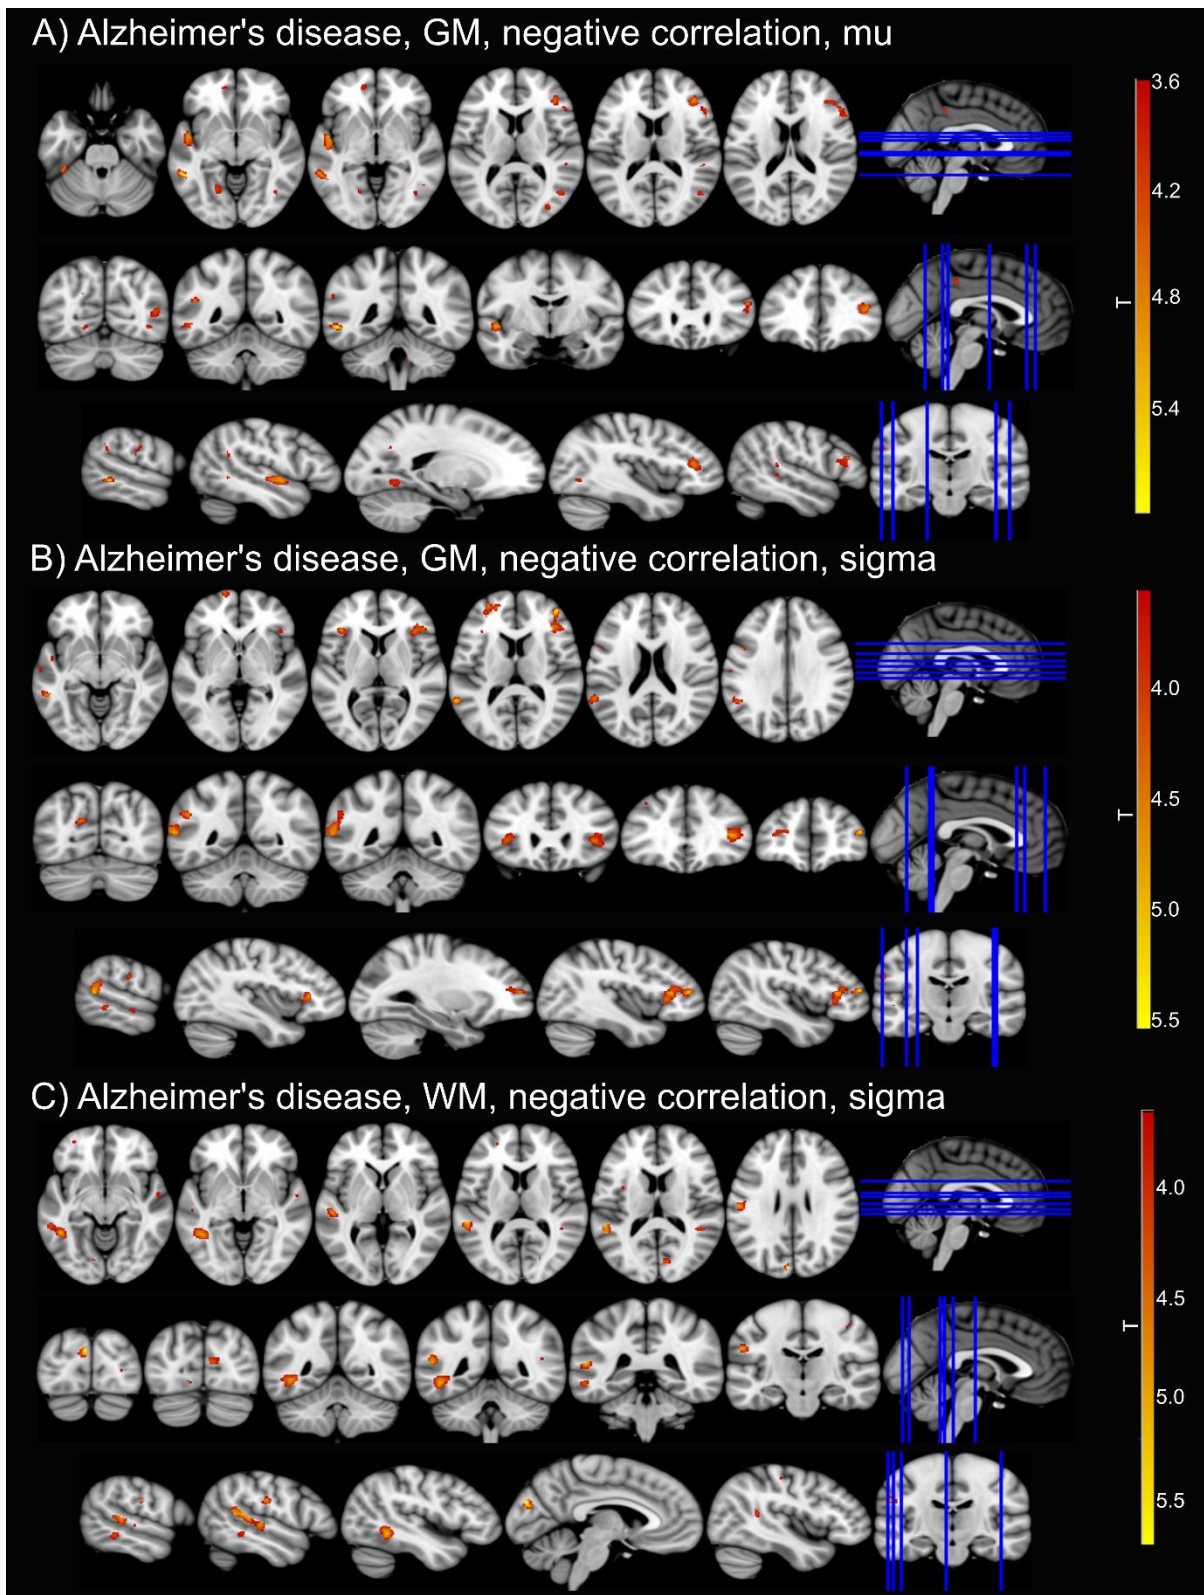 A) Alzheimer's disease, GM, negative correlation, mu
3.6
4.2
T
4.8
5.4
B) Alzheimer's disease, GM, negative correlation, sigma
4.0
4.5
T
5.0
5.5
C) Alzheimer's disease, WM, negative correlation, sigma
4.0
4.5
T
5.0
5.5